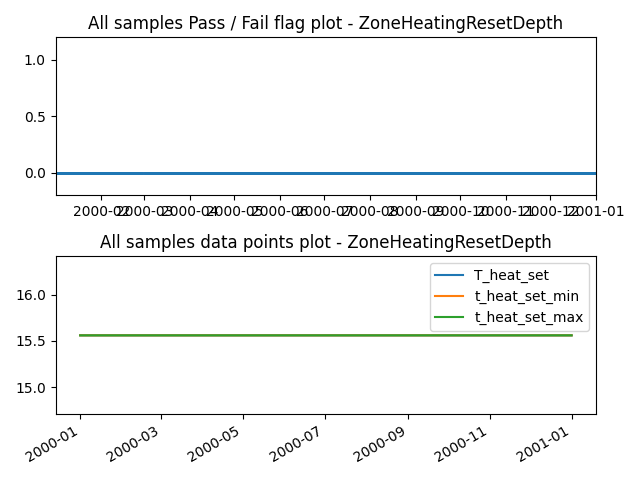 All samples Pass / Fail flag plot - ZoneHeatingResetDepth
1.0
0.5
0.0
2000-02 2000-03 2000-04 2000-05 2000-06 2000-07 2000-08 2000-09 2000-10 2000-11 2000-12 2001-01
All samples data points plot - ZoneHeatingResetDepth
T_heat_set
t_heat_set_min
t_heat_set_max
16.0
15.5
15.0
2000-01 2000-03 2000-05 2000-07 2000-09 2000-11 2001-01